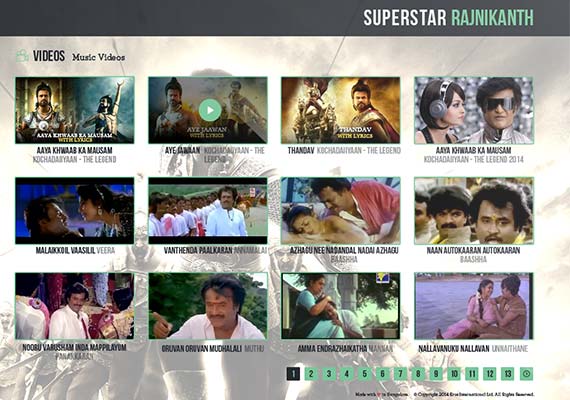 SUPERSTAR RAJNIKANTH
VIDEOS Music Videos
AAYA KHWAAB KA MAUSAM
WITH LYRICS
AYE JAAWAN
WITH LYRICS
THANDAV
WITH LYRICS
AAYA KHWAAB KA MAUSAM
KOCHADAIIYAAN - THE LEGEND
AYE JAWAAN KOCHADAIIYAAN - THE
LEGEND
THANDAV KOCHADAIIYAAN - THE LEGEND
AAYA KHWAAB KA MAUSAM
KOCHADAIIYAAN - THE LEGEND 2014
MALAIKKOIL VAASILIL VEERA
VANTHENDA PAALKARAN ANNAMALAI
AZHAGU NEE NADANDAL NADAI AZHAGU
BAASHHA
NAAN AUTOKAARAN AUTOKAARAN
BAASHHA
NOORU VARUSHAM INDA MAPPILAYUM
PANAKKARAN
ORUVAN ORUVAN MUDHALALI MUTHU
AMMA ENDRAZHAIKATHA MANNAN
NALLAVANUKU NALLAVAN UNNAITHANE
1 2 3 4 5 6 7 8 9 10 11 12 13
Made with in Bangalore. © Copyright 2014 Eros International Ltd. All Rights Reserved.